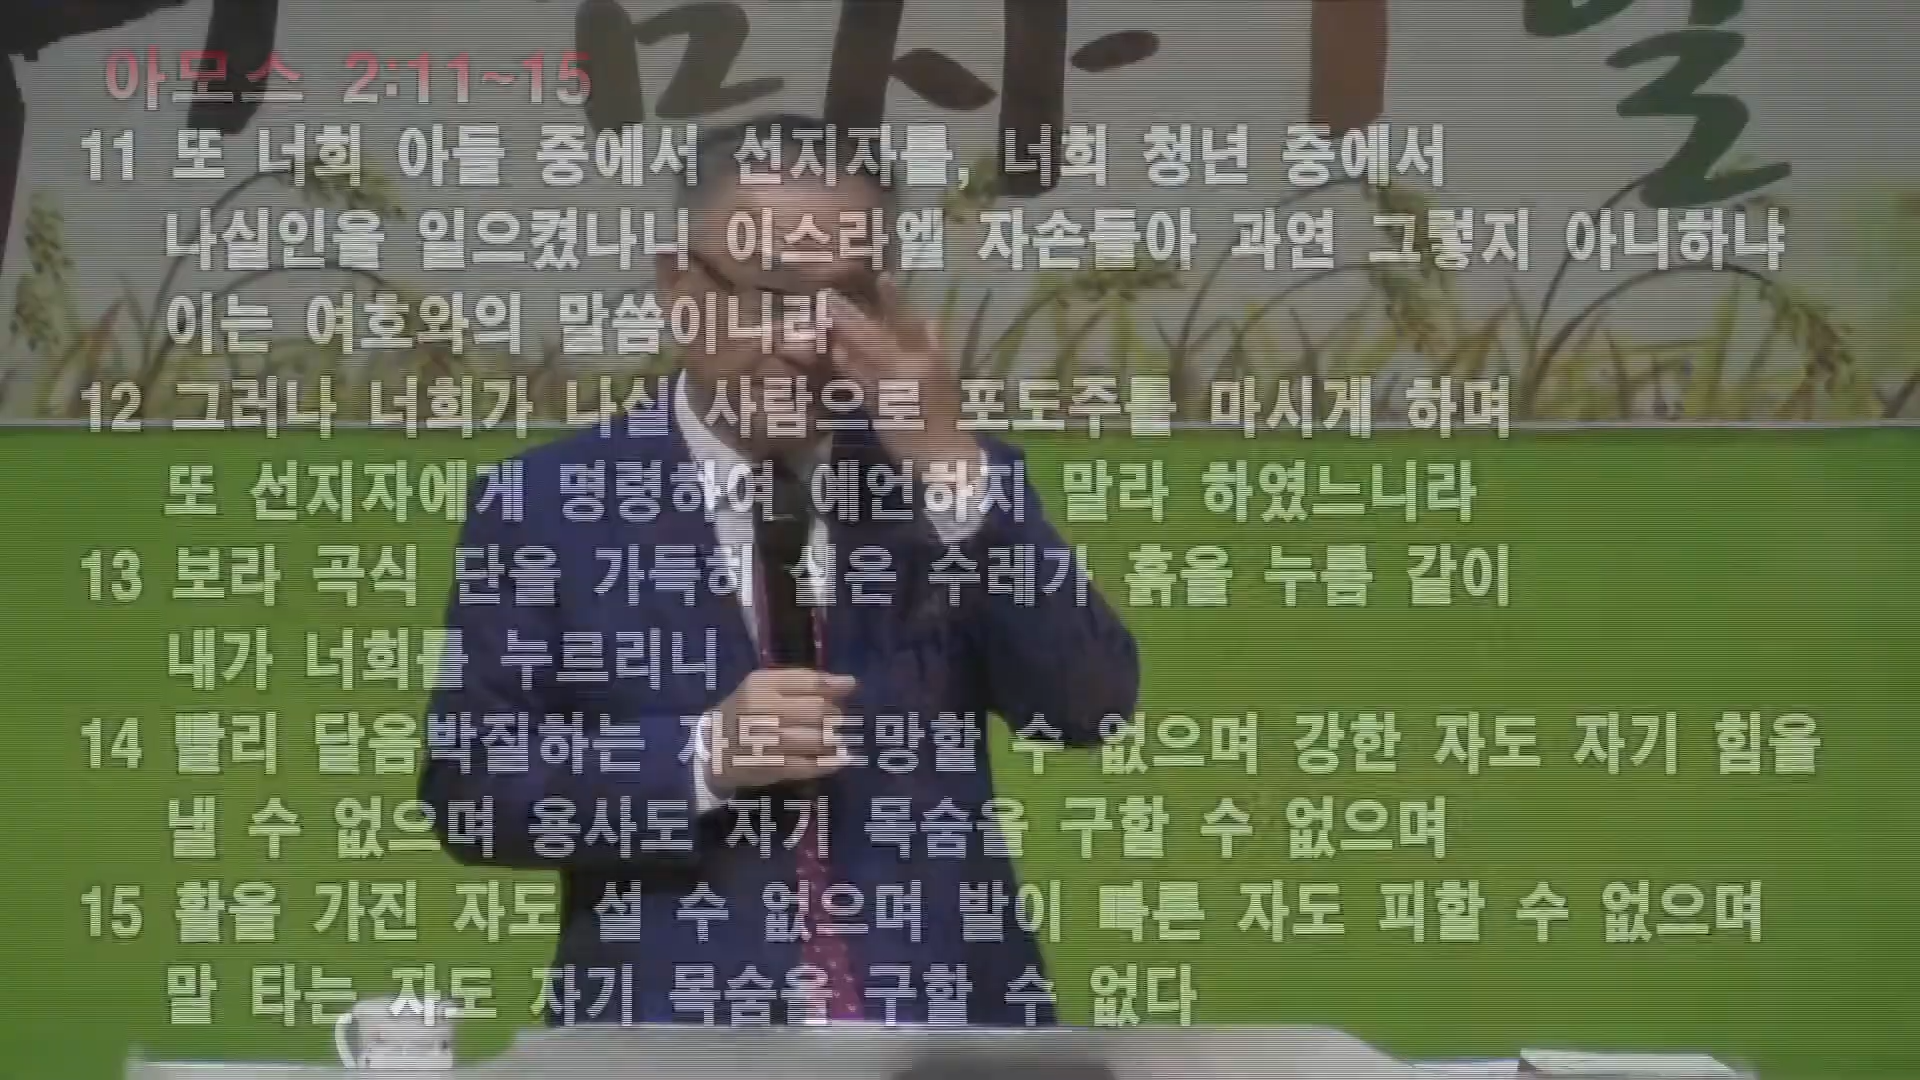 감사 일
아모스 2:11~15
11 또 너희 아들 중에서 선지자를, 너희 청년 중에서
나실인을 일으켰나니 이스라엘 자손들아 과연 그렇지 아니하냐
이는 여호와의 말씀이니라
12 그러나 너희가 나실 사람으로 포도주를 마시게 하며
또 선지자에게 명령하여 예언하지 말라 하였느니라
13 보라 곡식 단을 가득히 실은 수레가 흙을 누름 같이
내가 너희를 누르리니
14 빨리 달음박질하는 자도 도망할 수 없으며 강한 자도 자기 힘을
낼 수 없으며 용사도 자기 목숨을 구할 수 없으며
15 활을 가진 자도 설 수 없으며 발이 빠른 자도 피할 수 없으며
말 타는 자도 자기 목숨을 구할 수 없다